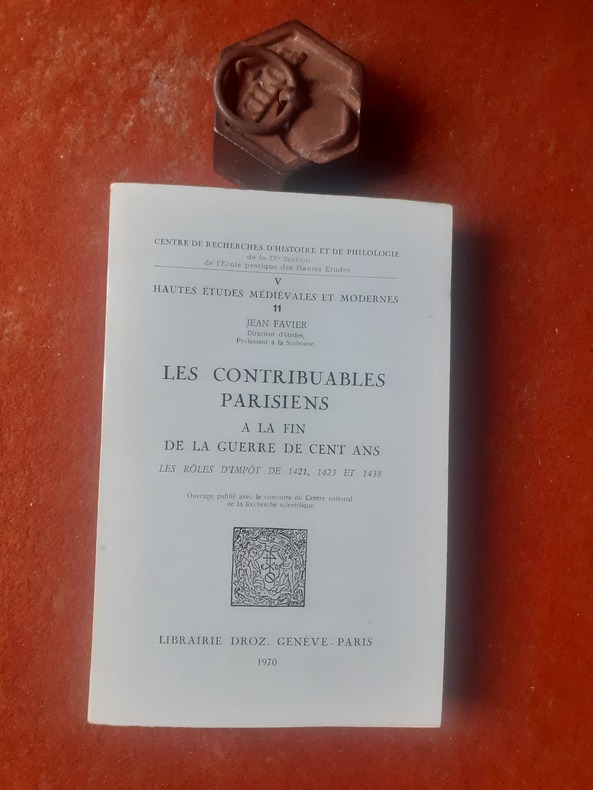 CENTRE DE RECHERCHES D'HISTOIRE ET DE PHILOLOGIE
de la IVe Section
de l'École pratique des Hautes Études
V
HAUTES ÉTUDES MÉDIÉVALES ET MODERNES
11
JEAN FAVIER
Directeur d'études,
Professeur à la Sorbonne.
LES CONTRIBUABLES
PARISIENS
A LA FIN
DE LA GUERRE DE CENT ANS
LES RÔLES D'IMPÔT DE 1421, 1423 ET 1438
Ouvrage publié avec le concours du Centre national
de la Recherche scientifique
LIBRAIRIE DROZ, GENÈVE-PARIS
1970